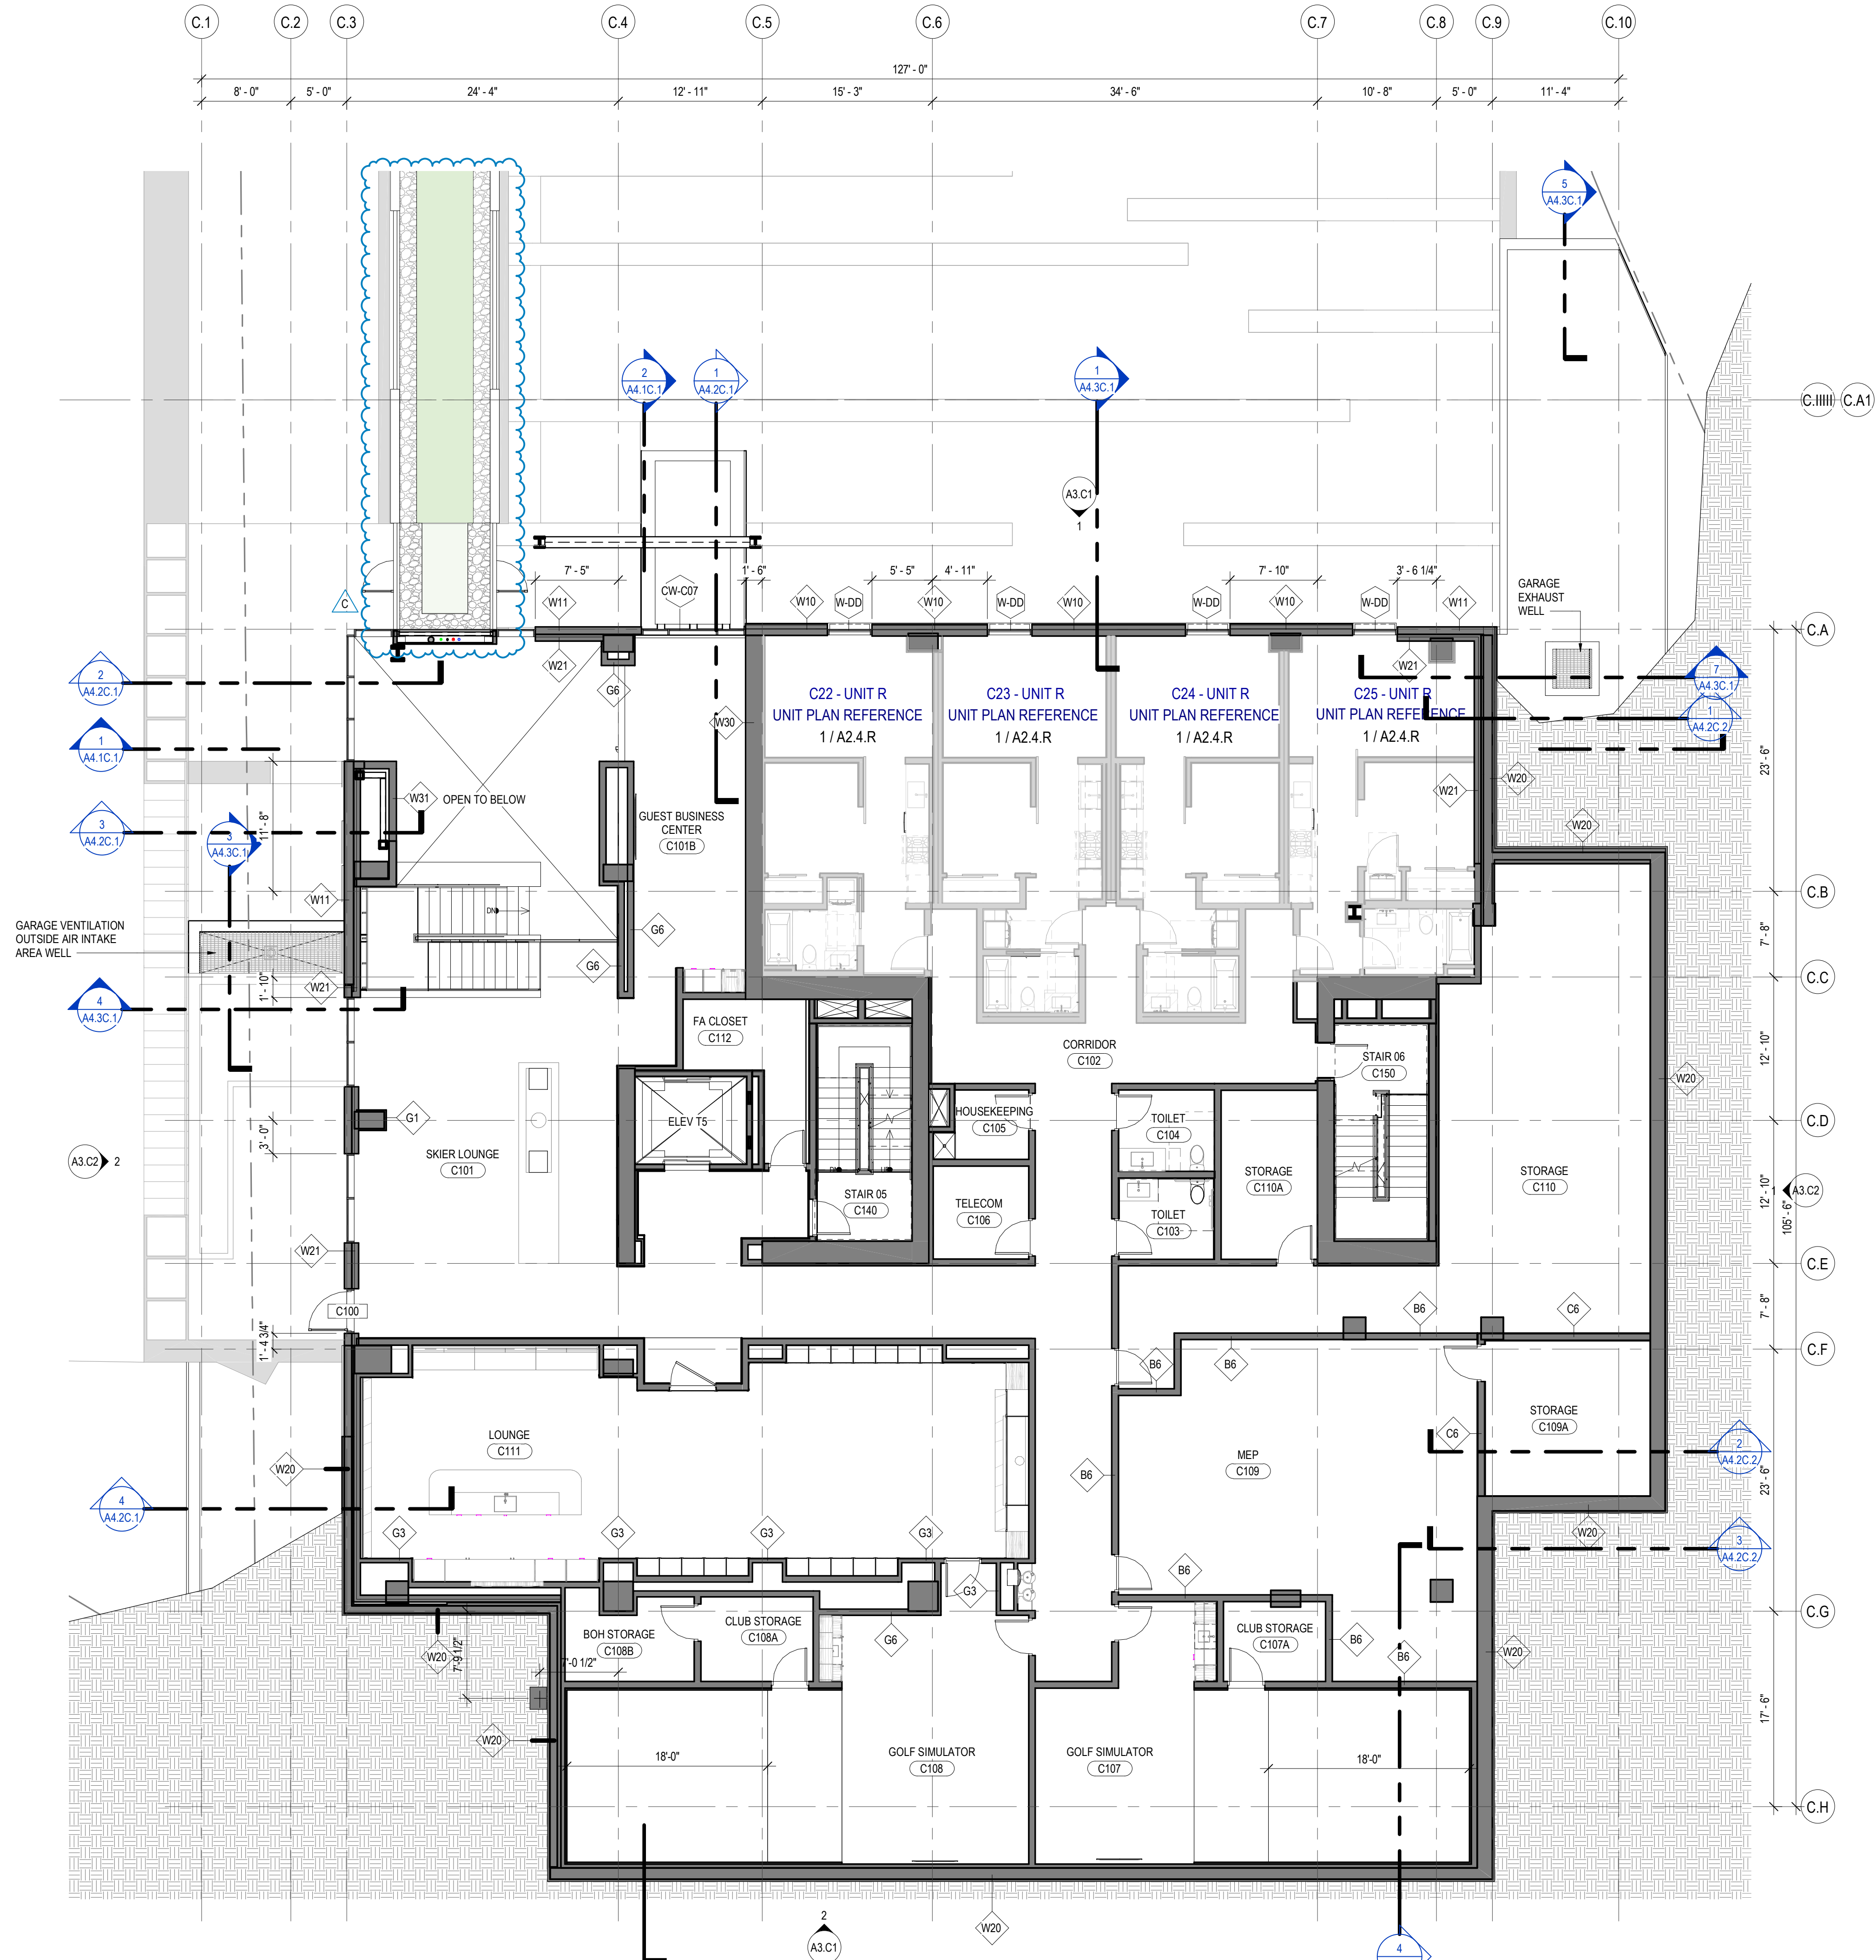 C.1 C.2 C.3 C.4 C.5 C.6 C.7 C.8 C.9 C.10
127' - 0"
8' - 0" 5' - 0" 24' - 4" 12' - 11" 15' - 3" 34' - 6" 10' - 8" 5' - 0" 11' - 4"
5
A4.3C.1
2
A4.1C.1
1
A4.2C.1
1
A4.3C.1
C.IIIII C.A1
A3.C1
1
7' - 5" 1' - 6" 5' - 5" 4' - 11" 7' - 10" 3' - 6 1/4"
GARAGE
EXHAUST
WELL
C W11 CW-C07 W10 W-DD W10 W-DD W10 W-DD W10 W-DD W11
C.A
W21 W21
2
A4.2C.1
7
A4.3C.1
G6
C22 - UNIT R
UNIT PLAN REFERENCE
1 / A2.4.R
C23 - UNIT R
UNIT PLAN REFERENCE
1 / A2.4.R
C24 - UNIT R
UNIT PLAN REFERENCE
1 / A2.4.R
C25 - UNIT R
UNIT PLAN REFERENCE
1 / A2.4.R
W30
1
A4.2C.2
1
A4.1C.1
23' - 6"
W20
W21
W31
OPEN TO BELOW
GUEST BUSINESS
CENTER
C101B
W20
3
A4.2C.1
11' - 8"
3
A4.3C.1
C.B
W11
DN
GARAGE VENTILATION
OUTSIDE AIR INTAKE
AREA WELL
G6
7' - 8"
G6
C.C
W21
1' - 10"
4
A4.3C.1
FA CLOSET
C112
CORRIDOR
C102
STAIR 06
C150
12' - 10"
W20
G1
ELEV T5
HOUSEKEEPING
C105
TOILET
C104
C.D
3' - 0"
A3.C2 2
SKIER LOUNGE
C101
STORAGE
C110A
STORAGE
C110
12' - 10"
1 A3.C2
105' - 6"
STAIR 05
C140
TELECOM
C106
TOILET
C103
W21
C.E
C100
B6
C6
7' - 8"
1' - 4 3/4"
C.F
B6
B6
LOUNGE
C111
STORAGE
C109A
C6
MEP
C109
2
A4.2C.2
W20
B6
23' - 6"
4
A4.2C.1
G3 G3 G3 G3
W20
3
A4.2C.2
G3
B6
C.G
BOH STORAGE
C108B
CLUB STORAGE
C108A
G6
CLUB STORAGE
C107A
B6
B6
W20
W20
7'-9 1/2"
7'-0 1/2"
17' - 6"
W20
18'-0"
GOLF SIMULATOR
C108
GOLF SIMULATOR
C107
18'-0"
C.H
2
A3.C1
W20
4